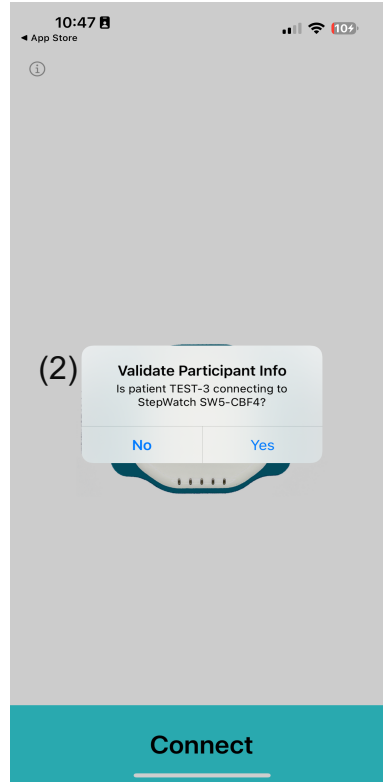 10:47
◀ App Store
10
(2)
Validate Participant Info
Is patient TEST-3 connecting to
StepWatch SW5-CBF4?
No
Yes
Connect